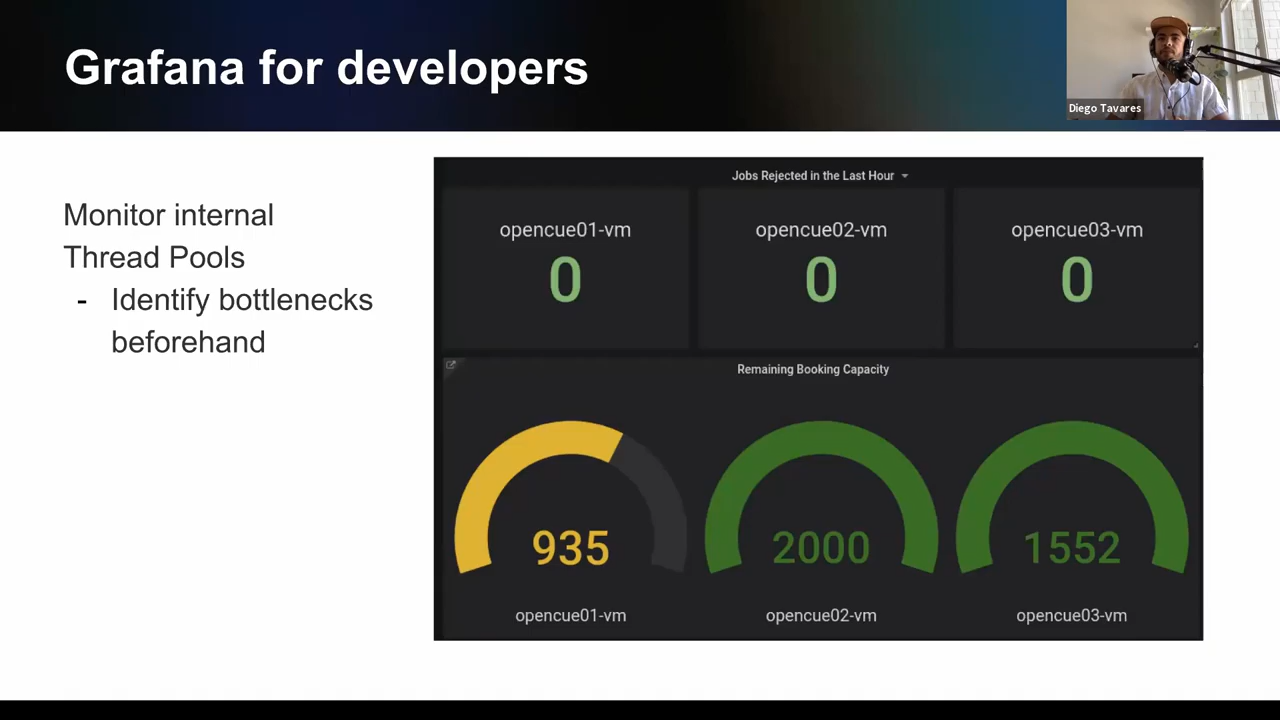 Grafana for developers
Diego Tavares
Monitor internal
Thread Pools
- Identify bottlenecks
beforehand
Jobs Rejected in the Last Hour
opencue01-vm
0
opencue02-vm
0
opencue03-vm
0
Remaining Booking Capacity
935
opencue01-vm
2000
opencue02-vm
1552
opencue03-vm